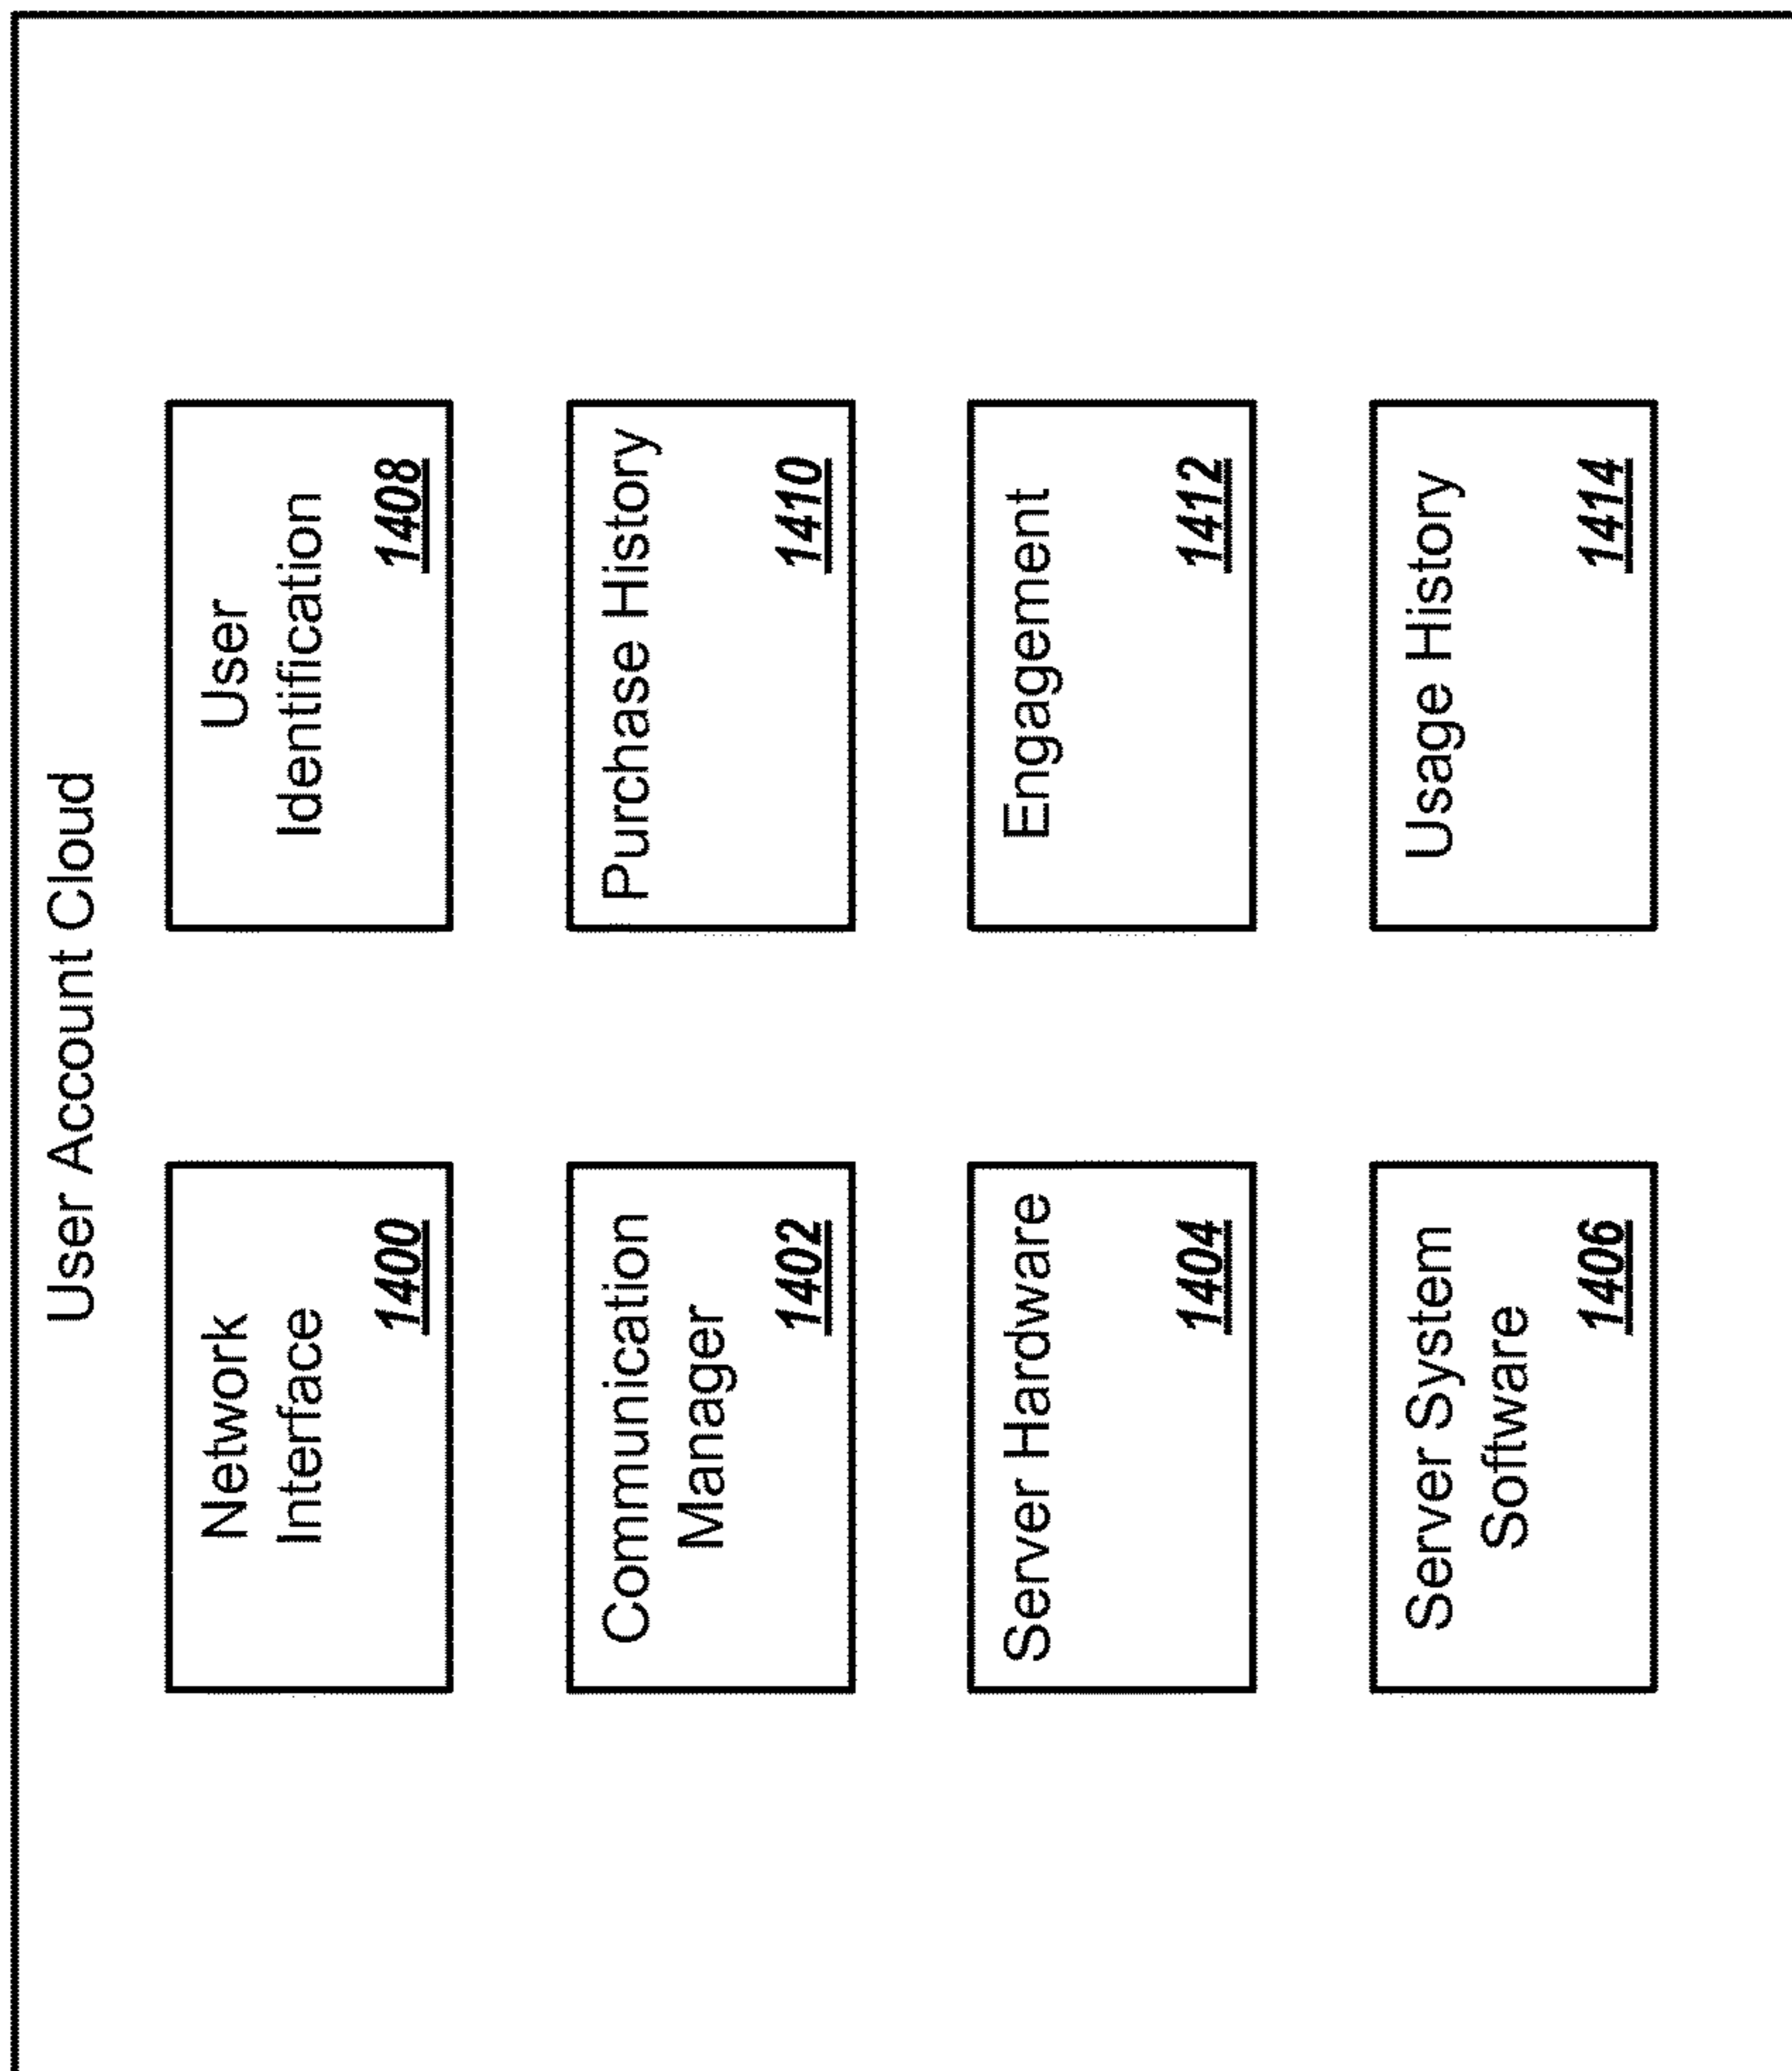 User Account Cloud
Network
Interface
1400
Communication
Manager
1402
Server Hardware
1404
Server System
Software
1406
User
Identification
1408
Purchase History
1410
Engagement
1412
Usage History
1414